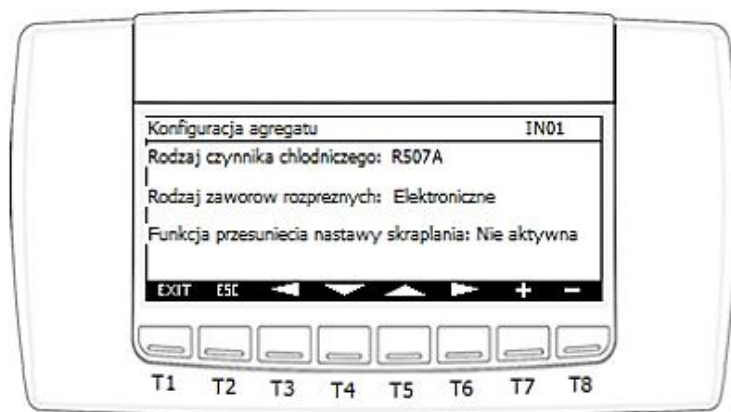 Konfiguracja agregatu IN01
Rodzaj czynnika chlodniczego: R507A
Rodzaj zaworow rozpreznych: Elektroniczne
Funkcja przesuniecia nastawy skraplania: Nie aktywna
EXIT ESC + −
T1 T2 T3 T4 T5 T6 T7 T8